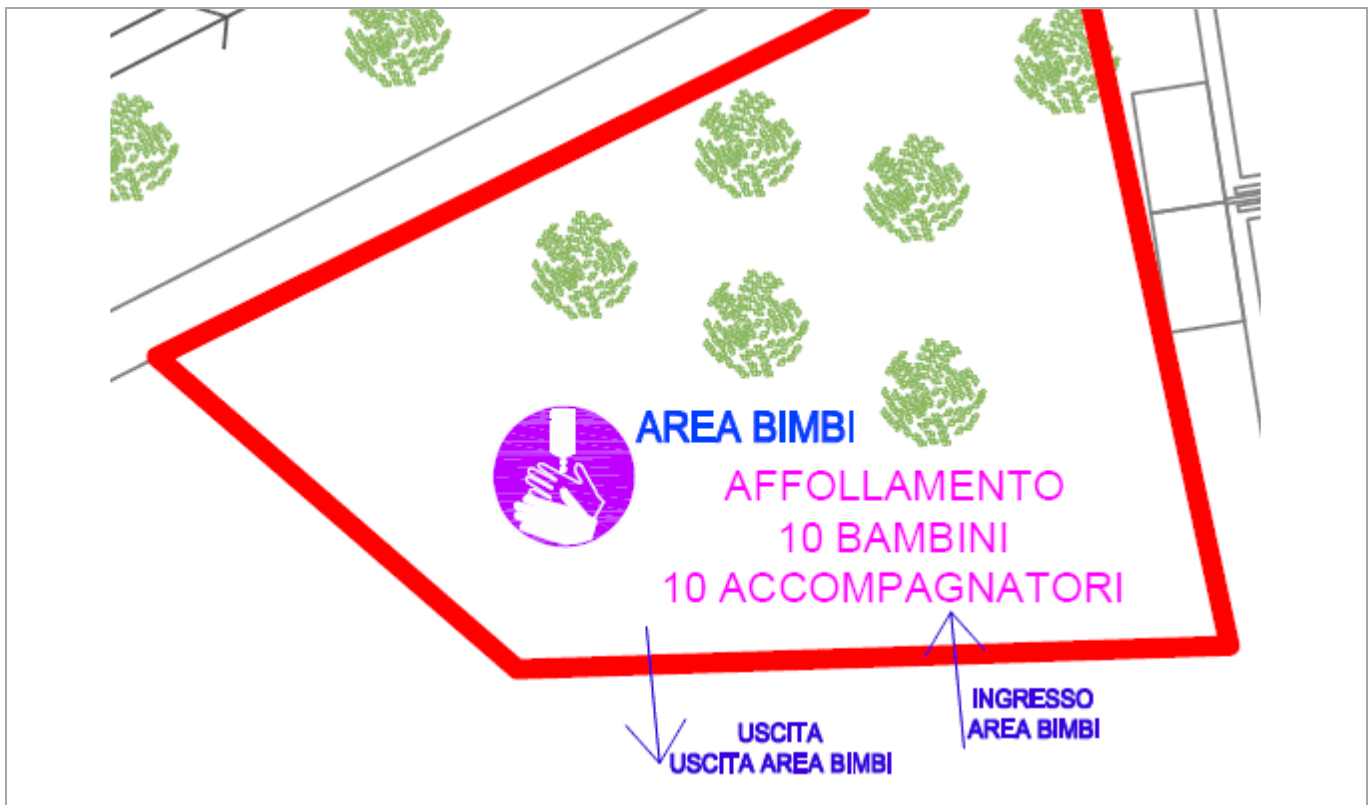 AREA BIMBI
AFFOLLAMENTO
10 BAMBINI
10 ACCOMPAGNATORI
INGRESSO
AREA BIMBI
USCITA
USCITA AREA BIMBI